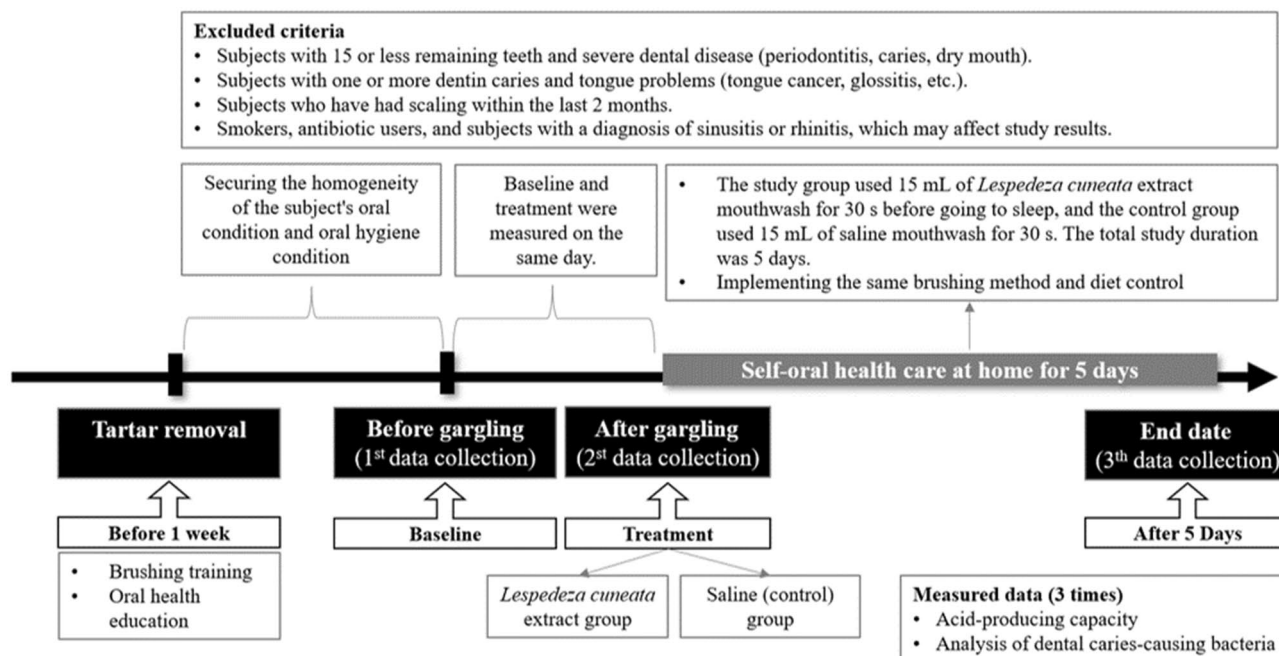 Excluded criteria
• Subjects with 15 or less remaining teeth and severe dental disease (periodontitis, caries, dry mouth).
• Subjects with one or more dentin caries and tongue problems (tongue cancer, glossitis, etc.).
• Subjects who have had scaling within the last 2 months.
• Smokers, antibiotic users, and subjects with a diagnosis of sinusitis or rhinitis, which may affect study results.
Securing the homogeneity
of the subject's oral
condition and oral hygiene
condition
Baseline and
treatment were
measured on the
same day.
• The study group used 15 mL of Lespedeza cuneata extract
mouthwash for 30 s before going to sleep, and the control group
used 15 mL of saline mouthwash for 30 s. The total study duration
was 5 days.
• Implementing the same brushing method and diet control
Self-oral health care at home for 5 days
Tartar removal
Before gargling
(1st data collection)
After gargling
(2st data collection)
End date
(3th data collection)
Before 1 week
Baseline
Treatment
After 5 Days
• Brushing training
• Oral health
education
Lespedeza cuneata
extract group
Saline (control)
group
Measured data (3 times)
• Acid-producing capacity
• Analysis of dental caries-causing bacteria